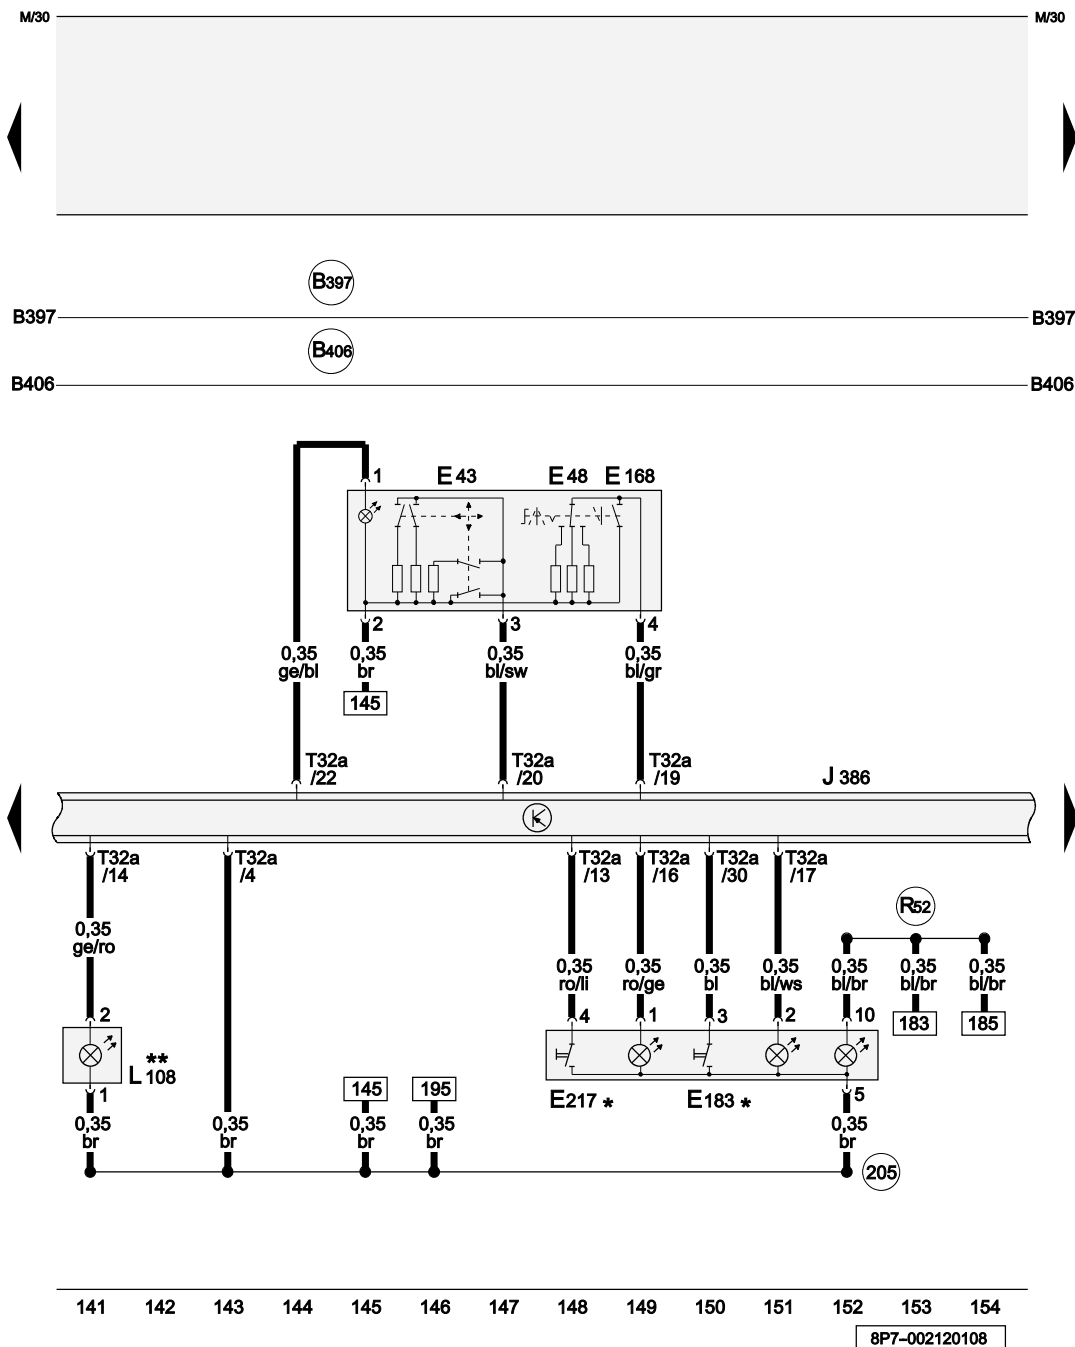 M/30 M/30
B397
B397 B397
B406
B406 B406
1 E 43 E 48 E 168
2 3 4
0,35 0,35 0,35 0,35
ge/bl br bl/sw bl/gr
145
T32a T32a T32a
/22 /20 /19 J 386
T32a T32a T32a T32a T32a T32a
/14 /4 /13 /16 /30 /17
R52
0,35
ge/ro
0,35 0,35 0,35 0,35 0,35 0,35 0,35
ro/li ro/ge bl bl/ws bl/br bl/br bl/br
2 4 1 3 2 10 183 185
**
L 108
1 145 195 E217 * E183 * 5
0,35 0,35 0,35 0,35 0,35
br br br br br
205
141 142 143 144 145 146 147 148 149 150 151 152 153 154
8P7-002120108